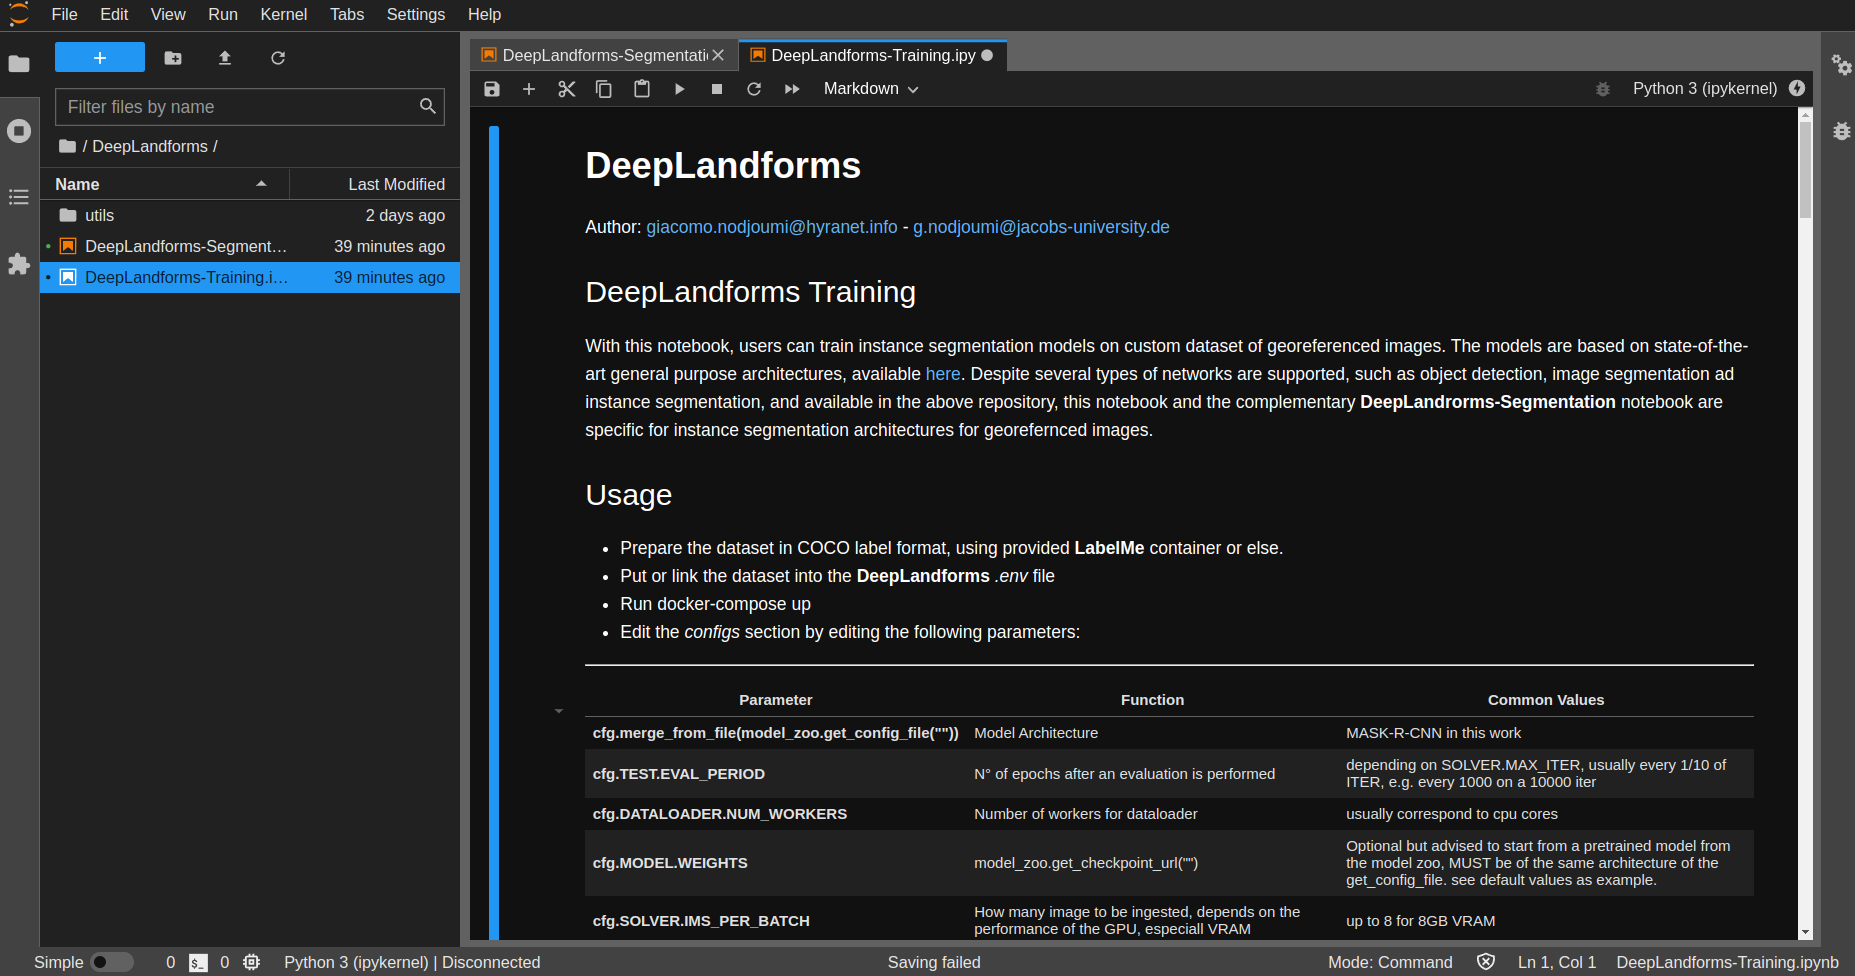 File Edit View Run Kernel Tabs Settings Help
Filter files by name
/ DeepLandforms /
Name Last Modified
utils 2 days ago
DeepLandforms-Segment… 39 minutes ago
DeepLandforms-Training.i… 39 minutes ago
DeepLandforms-Segmentati DeepLandforms-Training.ipy
Markdown Python 3 (ipykernel)
DeepLandforms
Author: giacomo.nodjoumi@hyranet.info - g.nodjoumi@jacobs-university.de
DeepLandforms Training
With this notebook, users can train instance segmentation models on custom dataset of georeferenced images. The models are based on state-of-the-
art general purpose architectures, available here. Despite several types of networks are supported, such as object detection, image segmentation ad
instance segmentation, and available in the above repository, this notebook and the complementary DeepLandrorms-Segmentation notebook are
specific for instance segmentation architectures for georefernced images.
Usage
• Prepare the dataset in COCO label format, using provided LabelMe container or else.
• Put or link the dataset into the DeepLandforms .env file
• Run docker-compose up
• Edit the configs section by editing the following parameters:
Parameter Function Common Values
cfg.merge_from_file(model_zoo.get_config_file("")) Model Architecture MASK-R-CNN in this work
cfg.TEST.EVAL_PERIOD N° of epochs after an evaluation is performed depending on SOLVER.MAX_ITER, usually every 1/10 of
ITER, e.g. every 1000 on a 10000 iter
cfg.DATALOADER.NUM_WORKERS Number of workers for dataloader usually correspond to cpu cores
cfg.MODEL.WEIGHTS model_zoo.get_checkpoint_url("") Optional but advised to start from a pretrained model from
the model zoo, MUST be of the same architecture of the
get_config_file. see default values as example.
cfg.SOLVER.IMS_PER_BATCH How many image to be ingested, depends on the
performance of the GPU, especiall VRAM up to 8 for 8GB VRAM
Simple 0 $_ 0 Python 3 (ipykernel) | Disconnected Saving failed Mode: Command Ln 1, Col 1 DeepLandforms-Training.ipynb